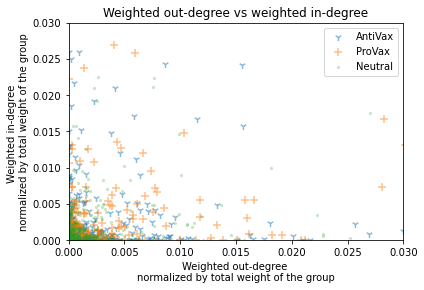 Weighted out-degree vs weighted in-degree
Weighted in-degree
normalized by total weight of the group
0.030
0.025
0.020
0.015
0.010
0.005
0.000
AntiVax
ProVax
Neutral
0.000 0.005 0.010 0.015 0.020 0.025 0.030
Weighted out-degree
normalized by total weight of the group